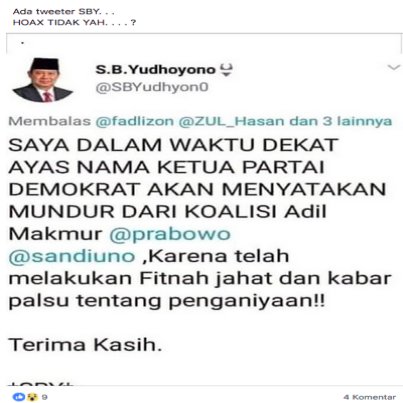 Ada tweeter SBY. . .
HOAX TIDAK YAH. . . . ?
S.B.Yudhoyono
@SBYudhyon0
Membalas @fadlizon @ZUL_Hasan dan 3 lainnya
SAYA DALAM WAKTU DEKAT
AYAS NAMA KETUA PARTAI
DEMOKRAT AKAN MENYATAKAN
MUNDUR DARI KOALISI Adil
Makmur @prabowo
@sandiuno ,Karena telah
melakukan Fitnah jahat dan kabar
palsu tentang penganiyaan!!
Terima Kasih.
*SBY*
9
4 Komentar